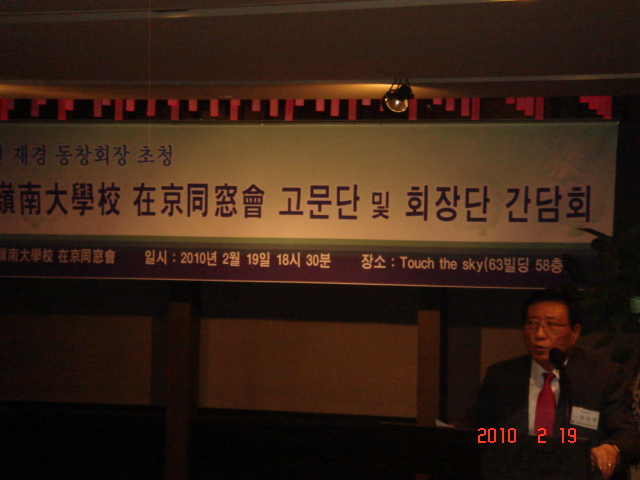 재경 동창회장 초청
嶺南大學校 在京同窓會 고문단 및 회장단 간담회
嶺南大學校 在京同窓會 일시 : 2010년 2월 19일 18시 30분 장소 : Touch the sky(63빌딩 58층
2010 2 19